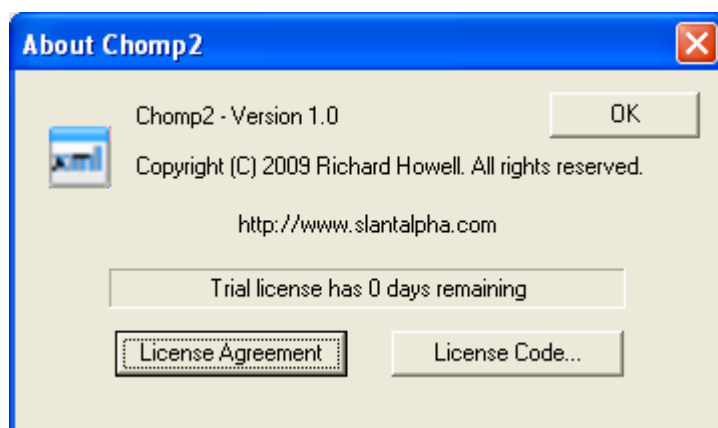 About Chomp2
Chomp2 - Version 1.0
OK
xml
Copyright (C) 2009 Richard Howell. All rights reserved.
http://www.slantalpha.com
Trial license has 0 days remaining
License Agreement
License Code...